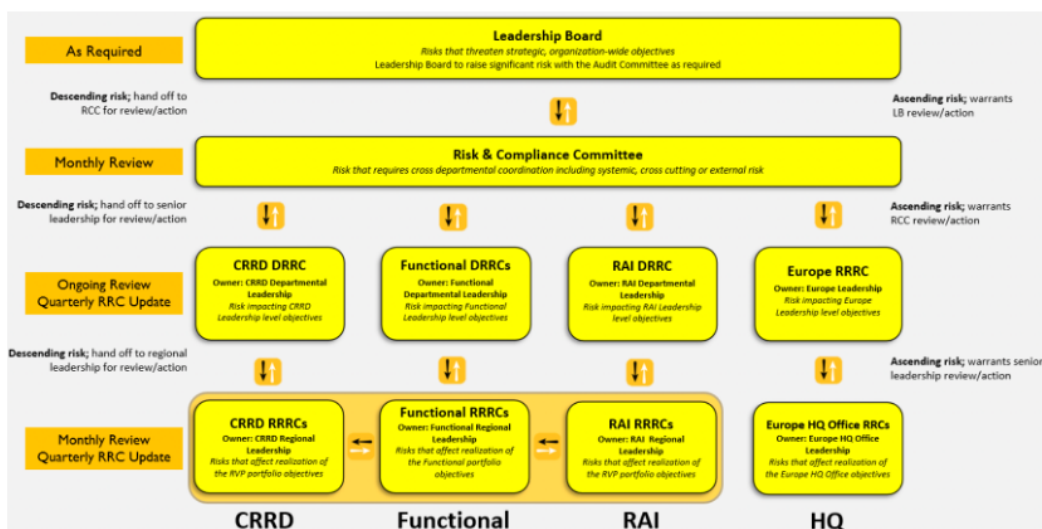 As Required
Leadership Board
Risks that threaten strategic, organization-wide objectives
Leadership Board to raise significant risk with the Audit Committee as required
Descending risk; hand off to
RCC for review/action
Ascending risk; warrants
LB review/action
Monthly Review
Risk & Compliance Committee
Risk that requires cross departmental coordination including systemic, cross cutting or external risk
Descending risk; hand off to senior
leadership for review/action
Ascending risk; warrants
RCC review/action
Ongoing Review
Quarterly RRC Update
CRRD DRRC
Owner: CRRD Departmental
Leadership
Risk impacting CRRD
Leadership level objectives
Functional DRRCs
Owner: Functional
Departmental Leadership
Risk impacting Functional
Leadership level objectives
RAI DRRC
Owner: RAI Departmental
Leadership
Risk impacting RAI Leadership
level objectives
Europe RRRC
Owner: Europe Leadership
Risk impacting Europe
Leadership level objectives
Descending risk; hand off to regional
leadership for review/action
Ascending risk; warrants senior
leadership review/action
Monthly Review
Quarterly RRC Update
CRRD RRRCs
Owner: CRRD Regional
Leadership
Risks that affect realization of
the RVP portfolio objectives
Functional RRRCs
Owner: Functional Regional
Leadership
Risks that affect realization of
the Functional portfolio
objectives
RAI RRRCs
Owner: RAI Regional
Leadership
Risks that affect realization of
the RVP portfolio objectives
Europe HQ Office RRCs
Owner: Europe HQ Office
Leadership
Risks that affect realization of
the Europe HQ Office objectives
CRRD
Functional
RAI
HQ